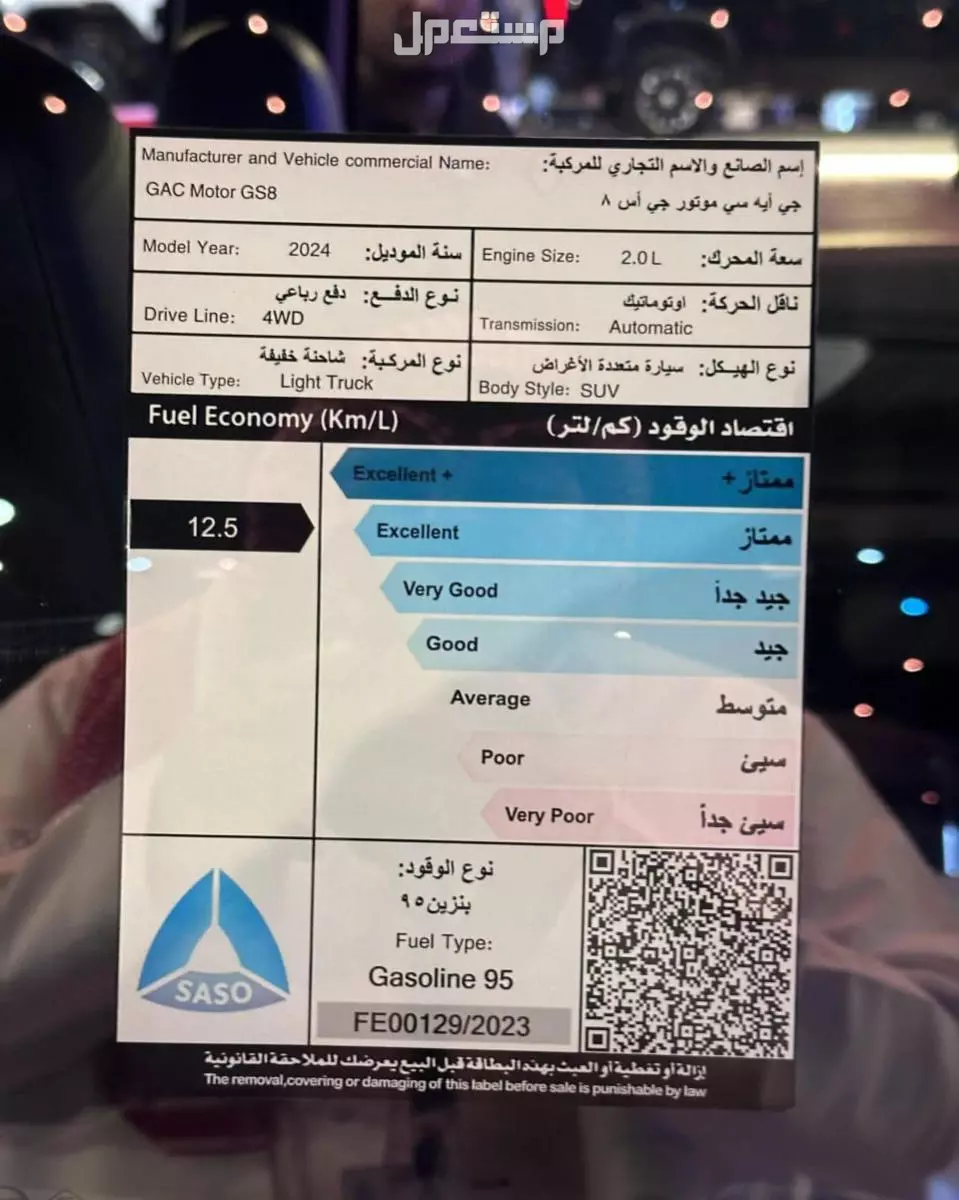 مستعمل
Manufacturer and Vehicle commercial Name: إسم الصانع والاسم التجاري للمركبة:
GAC Motor GS8 جي أيه سي موتور جي أس ٨
Model Year: 2024 سنة الموديل:
Engine Size: 2.0 L سعة المحرك:
نوع الدفع: دفع رباعي
Drive Line: 4WD
ناقل الحركة: اوتوماتيك
Transmission: Automatic
نوع المركبة: شاحنة خفيفة
Vehicle Type: Light Truck
نوع الهيكل: سيارة متعددة الأغراض
Body Style: SUV
Fuel Economy (Km/L) اقتصاد الوقود (كم/لتر)
Excellent + ممتاز +
12.5
Excellent ممتاز
Very Good جيد جداً
Good جيد
Average متوسط
Poor سيئ
Very Poor سيئ جداً
SASO
نوع الوقود:
بنزين ٩٥
Fuel Type:
Gasoline 95
FE00129/2023
إزالة أو تغطية أو العبث بهذه البطاقة قبل البيع يعرضك للملاحقة القانونية
The removal,covering or damaging of this label before sale is punishable by law